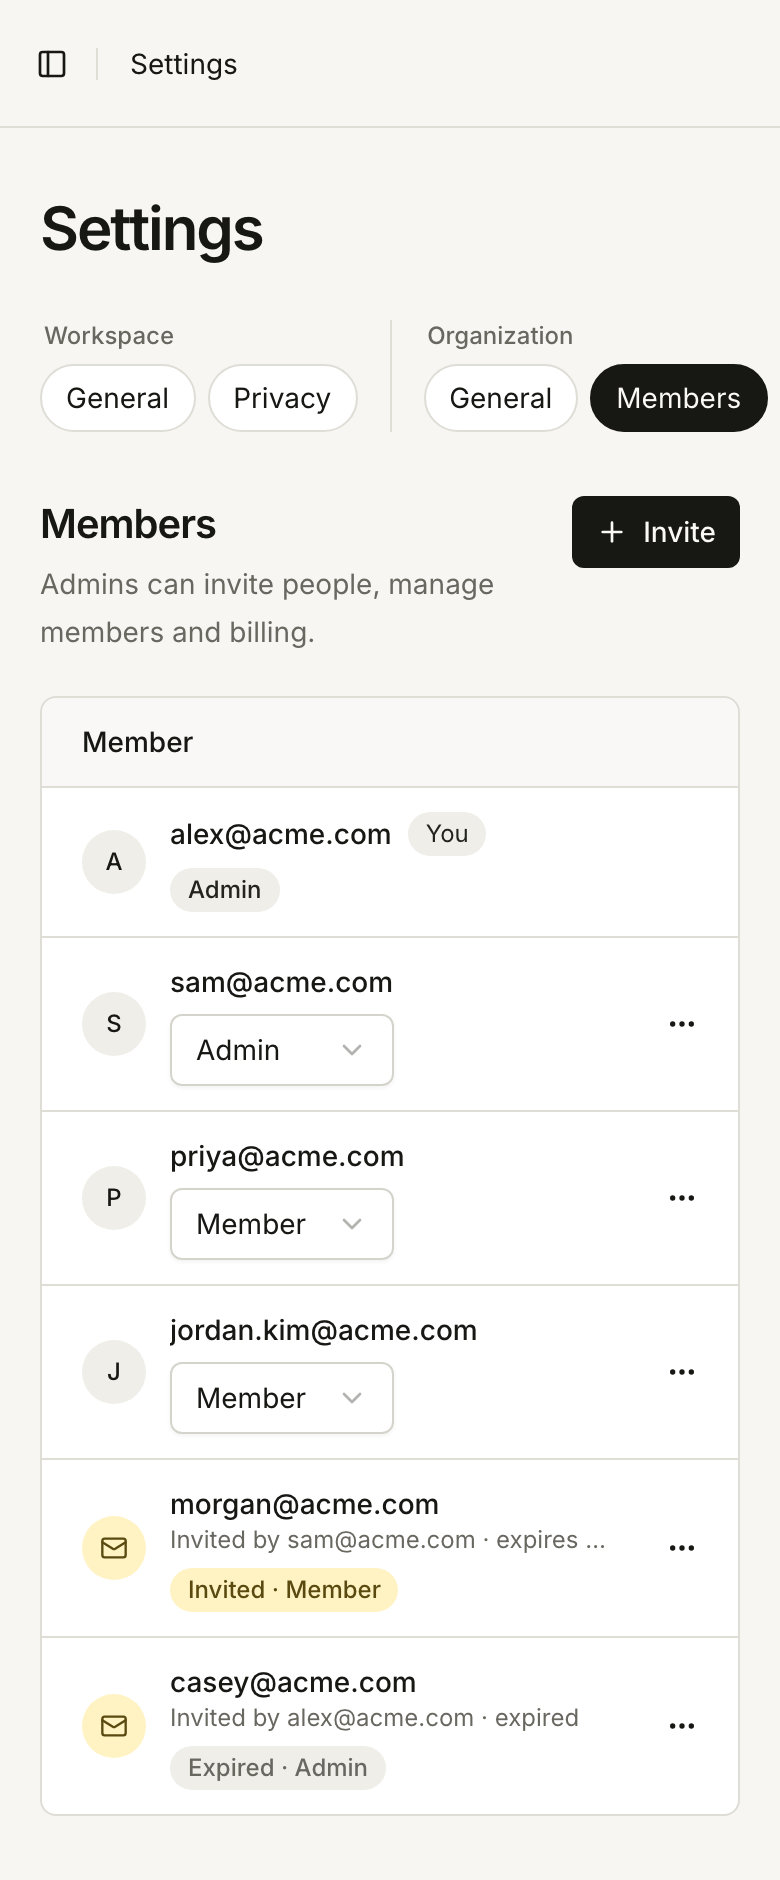 Settings
Settings
Workspace
Organization
General
Privacy
General
Members
Members
Invite
Admins can invite people, manage
members and billing.
Member
A
alex@acme.com
You
Admin
S
sam@acme.com
Admin
P
priya@acme.com
Member
J
jordan.kim@acme.com
Member
morgan@acme.com
Invited by sam@acme.com · expires ...
Invited · Member
casey@acme.com
Invited by alex@acme.com · expired
Expired · Admin